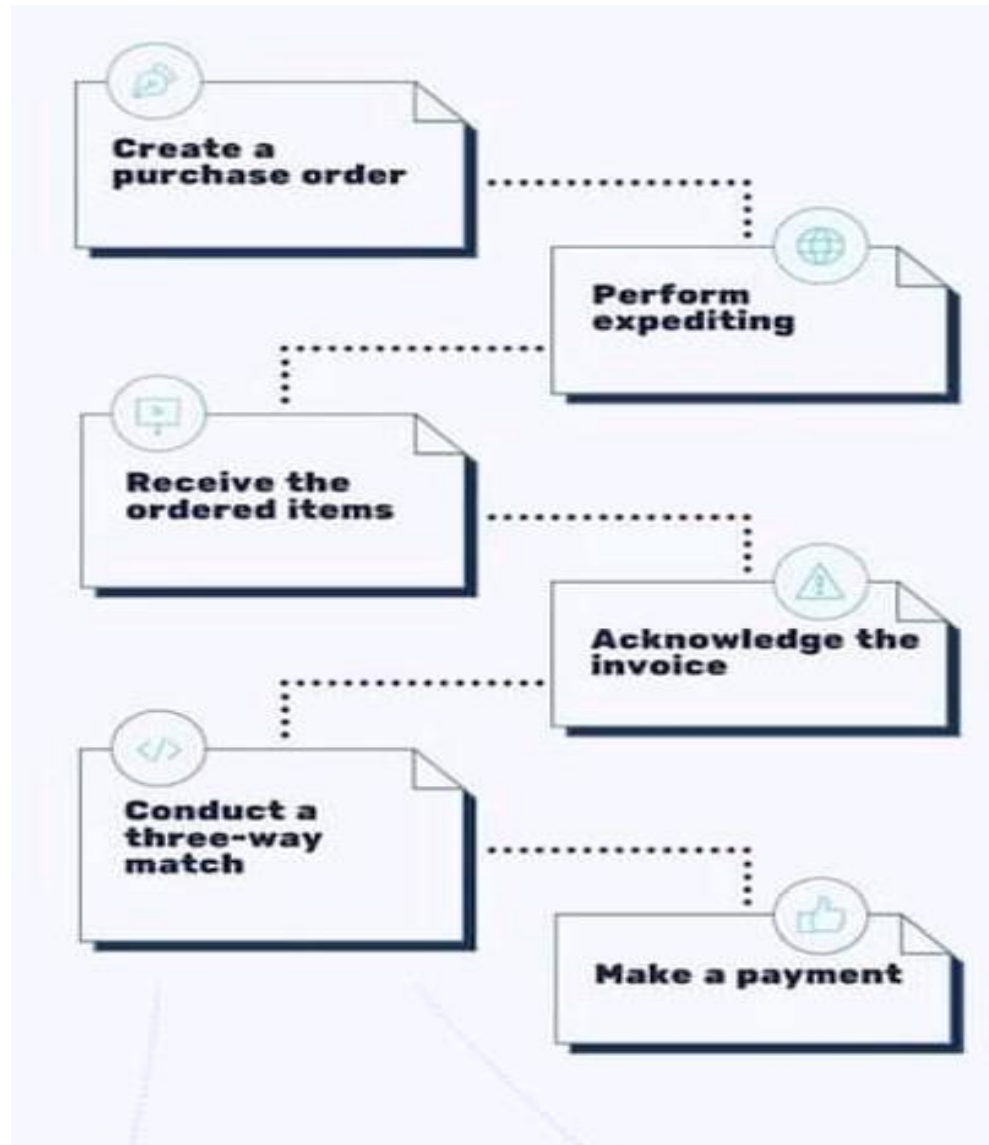 Create a
purchase order
Perform
expediting
Receive the
ordered items
Acknowledge the
invoice
Conduct a
three-way
match
Make a payment